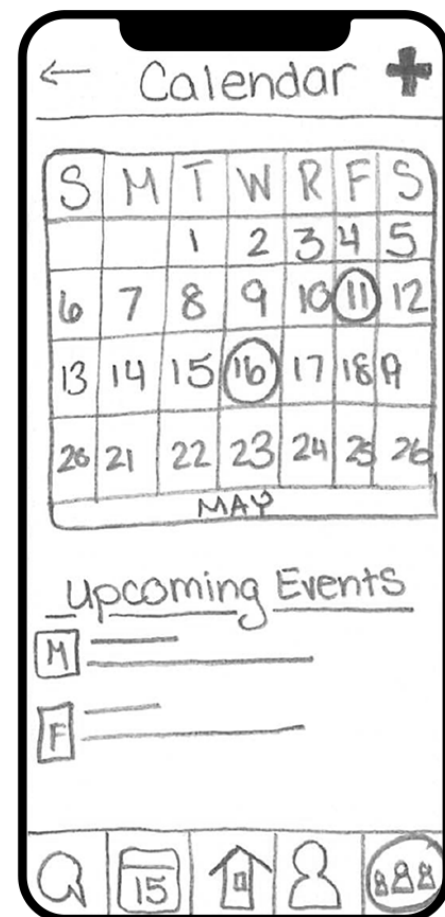 ← Calendar +
S M T W R F S
1 2 3 4 5
6 7 8 9 10 11 12
13 14 15 16 17 18 19
20 21 22 23 24 25 26
MAY
Upcoming Events
M
F
15